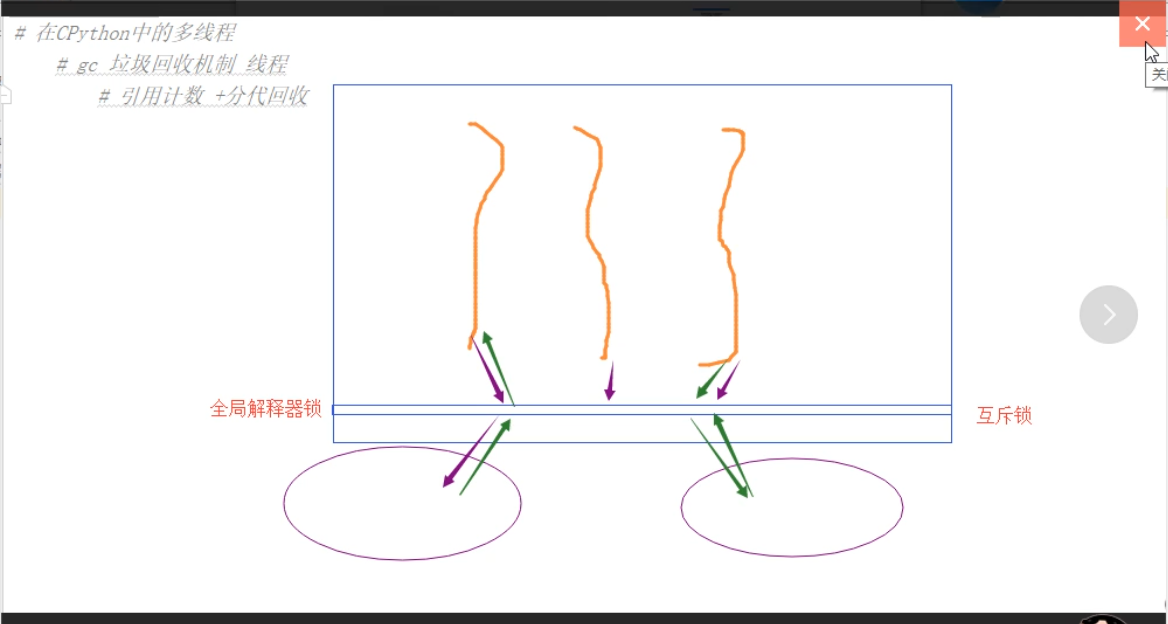 # 在CPython中的多线程
# gc 垃圾回收机制 线程
# 引用计数 +分代回收
全局解释器锁
互斥锁